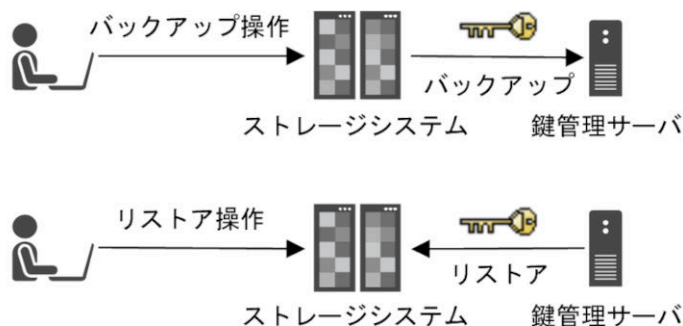 バックアップ操作
バックアップ
ストレージシステム
鍵管理サーバ
リストア操作
リストア
ストレージシステム
鍵管理サーバ